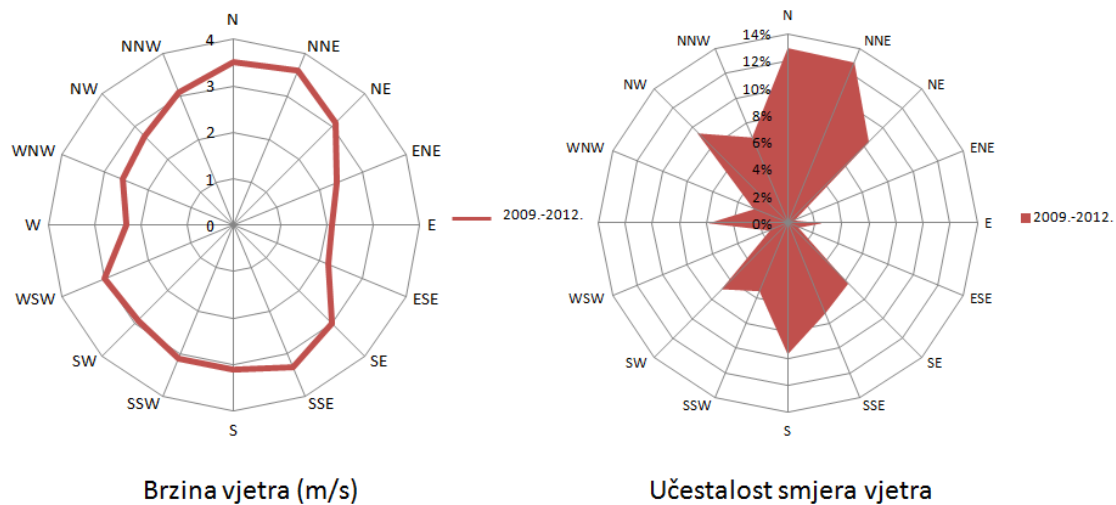 N
NNE
NE
ENE
E
ESE
SE
SSE
S
SSW
SW
WSW
W
WNW
NW
NNW
4
3
2
1
0
2009.-2012.
Brzina vjetra (m/s)
N
NNE
NE
ENE
E
ESE
SE
SSE
S
SSW
SW
WSW
W
WNW
NW
NNW
14%
12%
10%
8%
6%
4%
2%
0%
2009.-2012.
Učestalost smjera vjetra